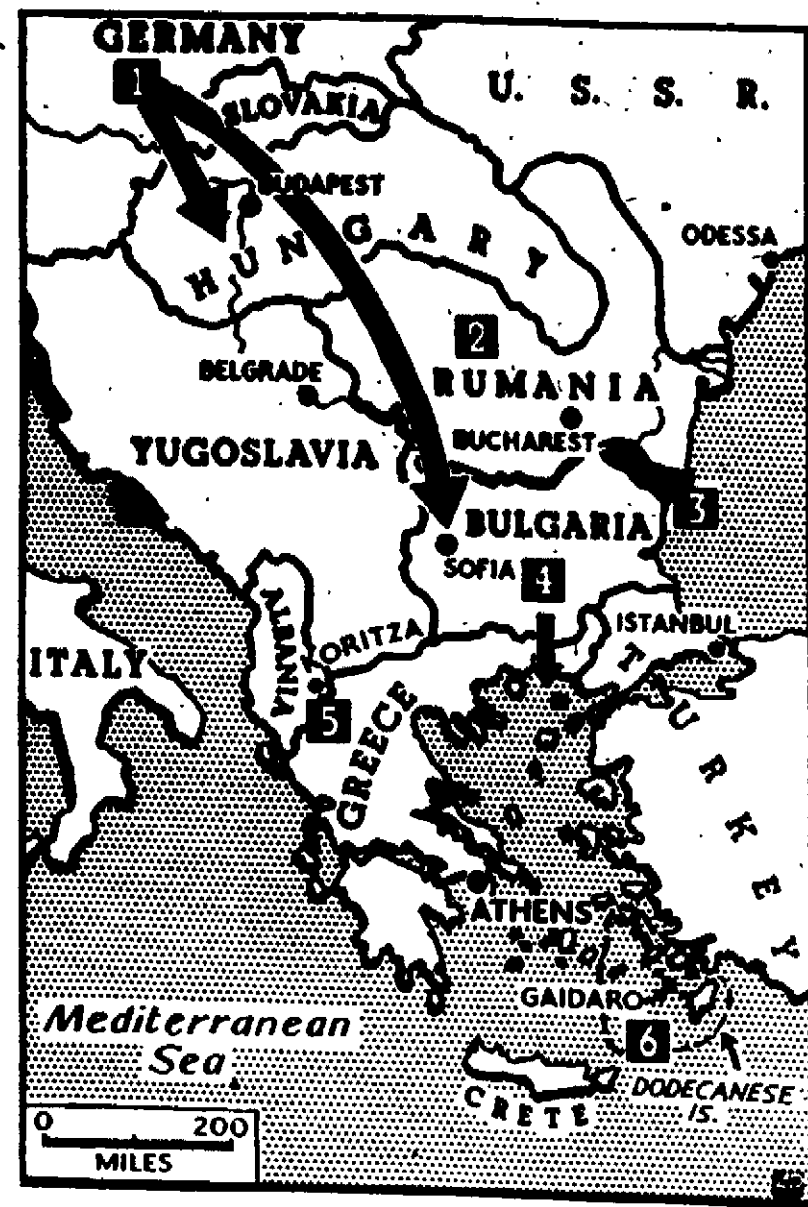 GERMANY
1
SLOVAKIA
U. S. S. R.
BUDAPEST
HUNGARY
ODESSA
2
BELGRADE
RUMANIA
BUCHAREST
YUGOSLAVIA
3
BULGARIA
SOFIA
4
ALBANIA
KORITZA
ISTANBUL
ITALY
TURKEY
5
GREECE
ATHENS
GAIDARO
6
Mediterranean
Sea
CRETE
DODECANESE
IS.
0 200
MILES